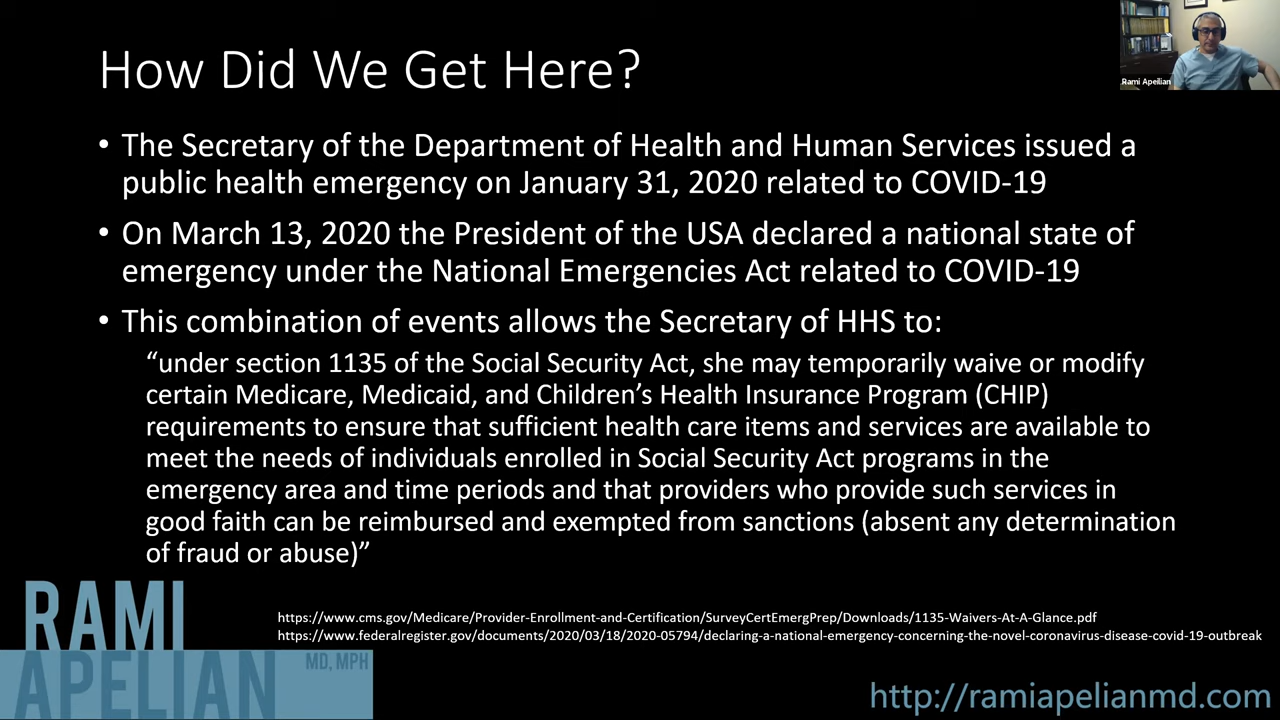 How Did We Get Here?
Rami Apelian
• The Secretary of the Department of Health and Human Services issued a
public health emergency on January 31, 2020 related to COVID-19
• On March 13, 2020 the President of the USA declared a national state of
emergency under the National Emergencies Act related to COVID-19
• This combination of events allows the Secretary of HHS to:
“under section 1135 of the Social Security Act, she may temporarily waive or modify
certain Medicare, Medicaid, and Children’s Health Insurance Program (CHIP)
requirements to ensure that sufficient health care items and services are available to
meet the needs of individuals enrolled in Social Security Act programs in the
emergency area and time periods and that providers who provide such services in
good faith can be reimbursed and exempted from sanctions (absent any determination
of fraud or abuse)”
https://www.cms.gov/Medicare/Provider-Enrollment-and-Certification/SurveyCertEmergPrep/Downloads/1135-Waivers-At-A-Glance.pdf
https://www.federalregister.gov/documents/2020/03/18/2020-05794/declaring-a-national-emergency-concerning-the-novel-coronavirus-disease-covid-19-outbreak
RAMI
APELIAN
MD, MPH
http://ramiapelianmd.com